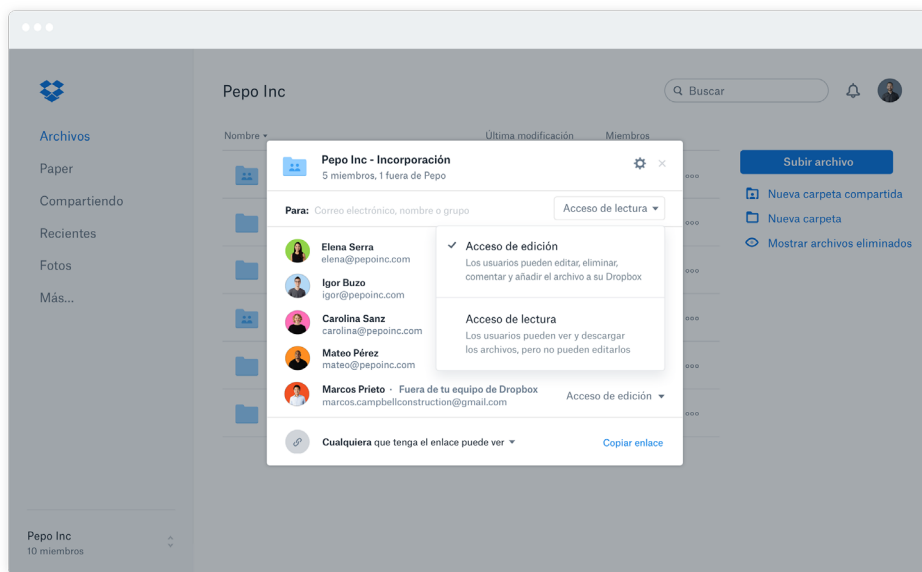 Pepo Inc
Buscar
Archivos
Paper
Compartiendo
Recientes
Fotos
Más...
Nombre
Última modificación
Miembros
Pepo Inc - Incorporación
5 miembros, 1 fuera de Pepo
Para: Correo electrónico, nombre o grupo
Acceso de lectura
Elena Serra
elena@pepoinc.com
Igor Buzo
igor@pepoinc.com
Carolina Sanz
carolina@pepoinc.com
Mateo Pérez
mateo@pepoinc.com
Marcos Prieto · Fuera de tu equipo de Dropbox
marcos.campbellconstruction@gmail.com
Acceso de edición
Acceso de edición
Los usuarios pueden editar, eliminar,
comentar y añadir el archivo a su Dropbox
Acceso de lectura
Los usuarios pueden ver y descargar
los archivos, pero no pueden editarlos
Cualquiera que tenga el enlace puede ver
Copiar enlace
Subir archivo
Nueva carpeta compartida
Nueva carpeta
Mostrar archivos eliminados
Pepo Inc
10 miembros